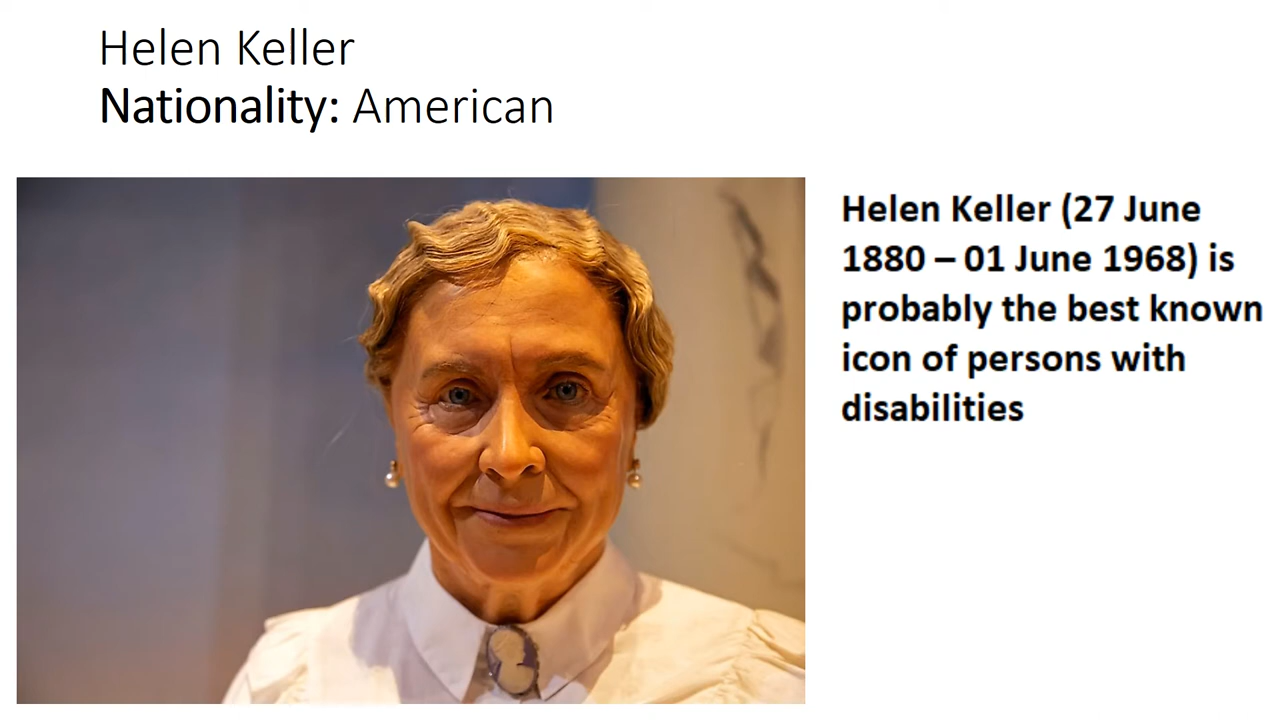 Helen Keller
Nationality: American
Helen Keller (27 June
1880 – 01 June 1968) is
probably the best known
icon of persons with
disabilities